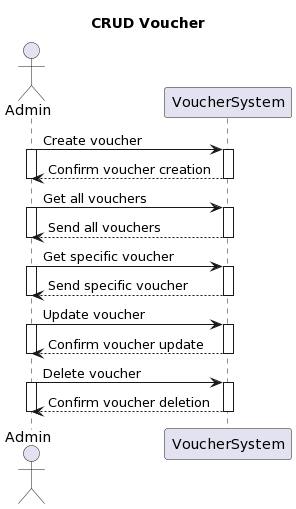 CRUD Voucher
Admin
VoucherSystem
Create voucher
Confirm voucher creation
Get all vouchers
Send all vouchers
Get specific voucher
Send specific voucher
Update voucher
Confirm voucher update
Delete voucher
Confirm voucher deletion
Admin
VoucherSystem